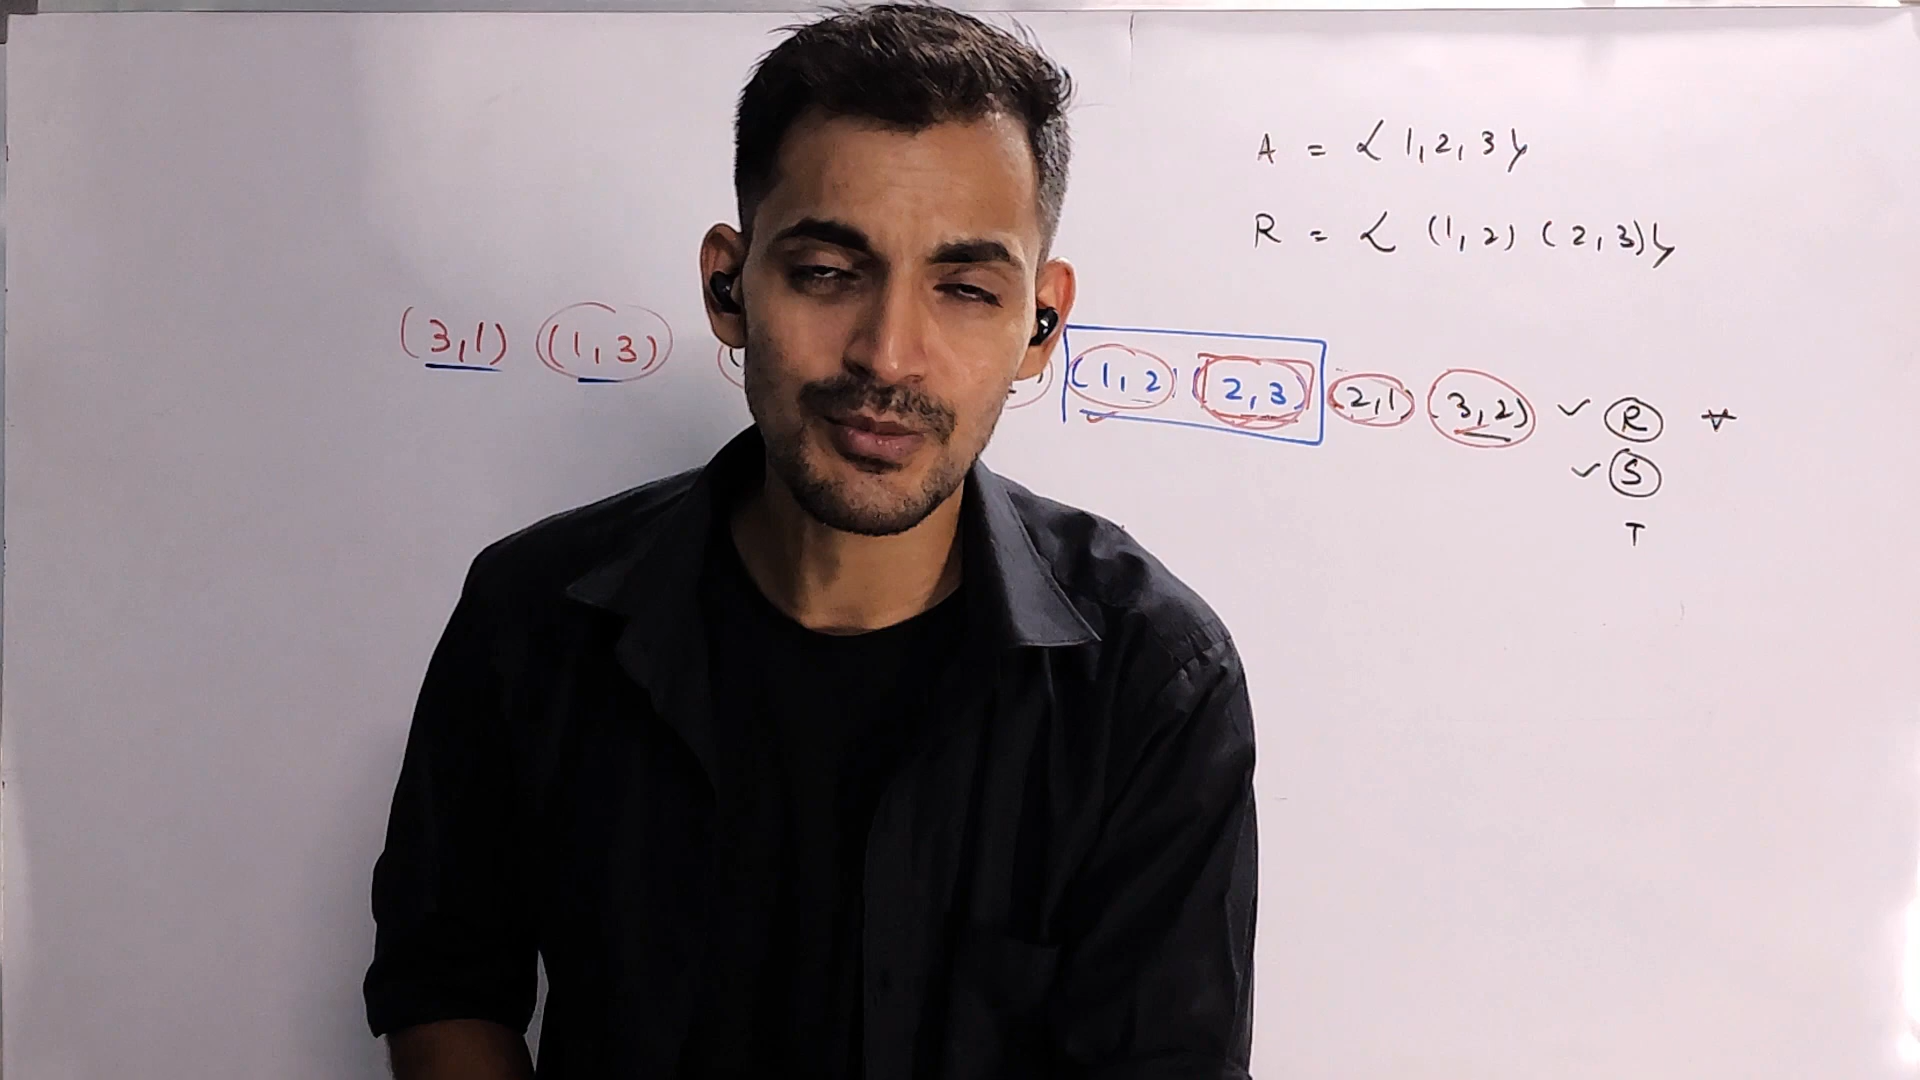 A = { 1, 2, 3 }
R = { (1, 2) ( 2, 3) }
(3,1) (1,3) (1, 2) ( 2, 3) (2,1) (3,2) ✓ R ∀
✓ S
T